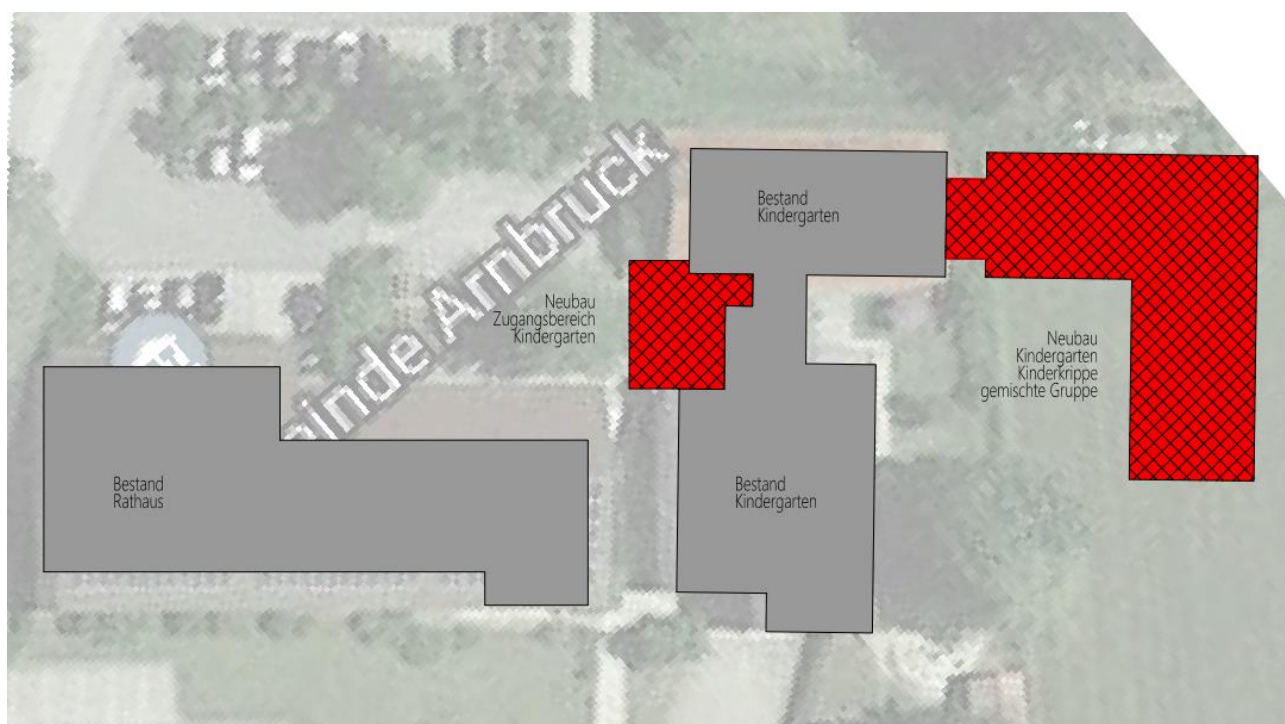 Bestand
Kindergarten
inde Arnbruck
Neubau
Zugangsbereich
Kindergarten
Neubau
Kindergarten
Kinderkrippe
gemischte Gruppe
Bestand
Rathaus
Bestand
Kindergarten